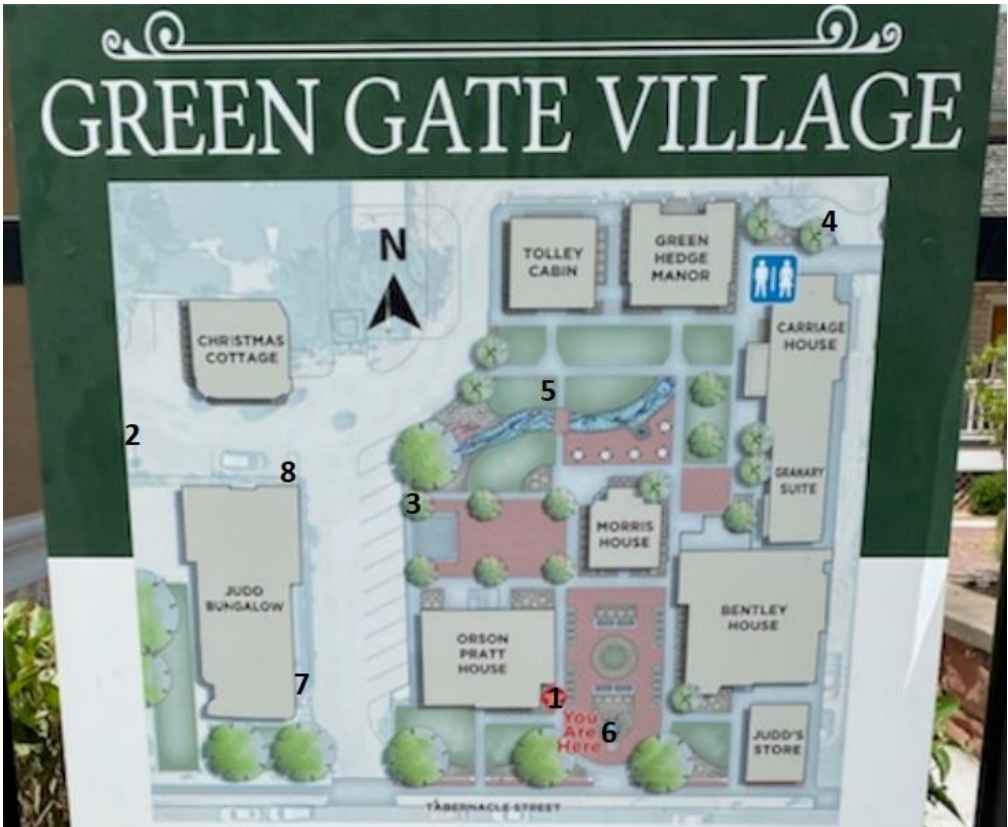 GREEN GATE VILLAGE
N
TOLLEY
CABIN
GREEN
HEDGE
MANOR
4
CHRISTMAS
COTTAGE
CARRIAGE
HOUSE
5
2
8
3
GRANARY
SUITE
MORRIS
HOUSE
JUDD
BUNGALOW
ORSON
PRATT
HOUSE
BENTLEY
HOUSE
7
1
You
Are
Here
6
JUDD'S
STORE
TABERNACLE STREET